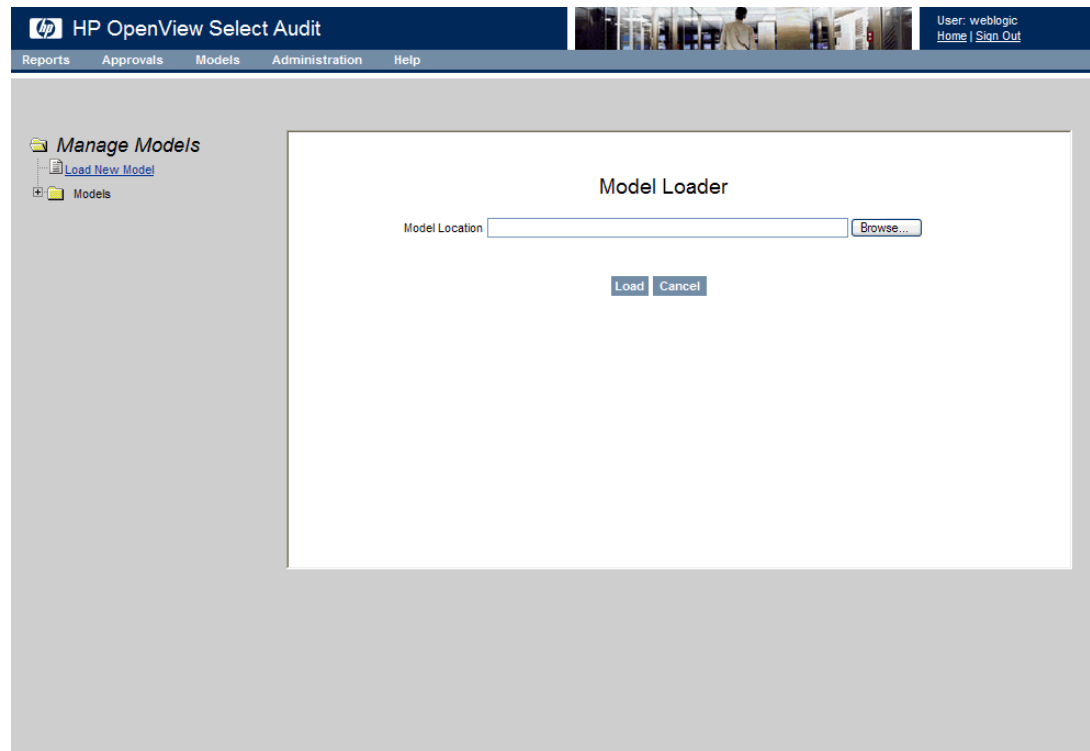 hp HP OpenView Select Audit
User: weblogic
Home | Sign Out
Reports Approvals Models Administration Help
Manage Models
Load New Model
Models
Model Loader
Model Location Browse...
Load Cancel